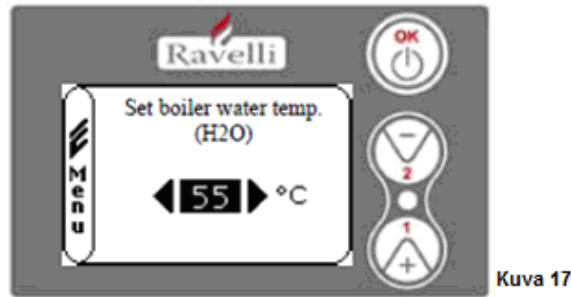 Ravelli
OK
Set boiler water temp.
(H2O)
Menu
55 °C
−
2
1
+
Kuva 17